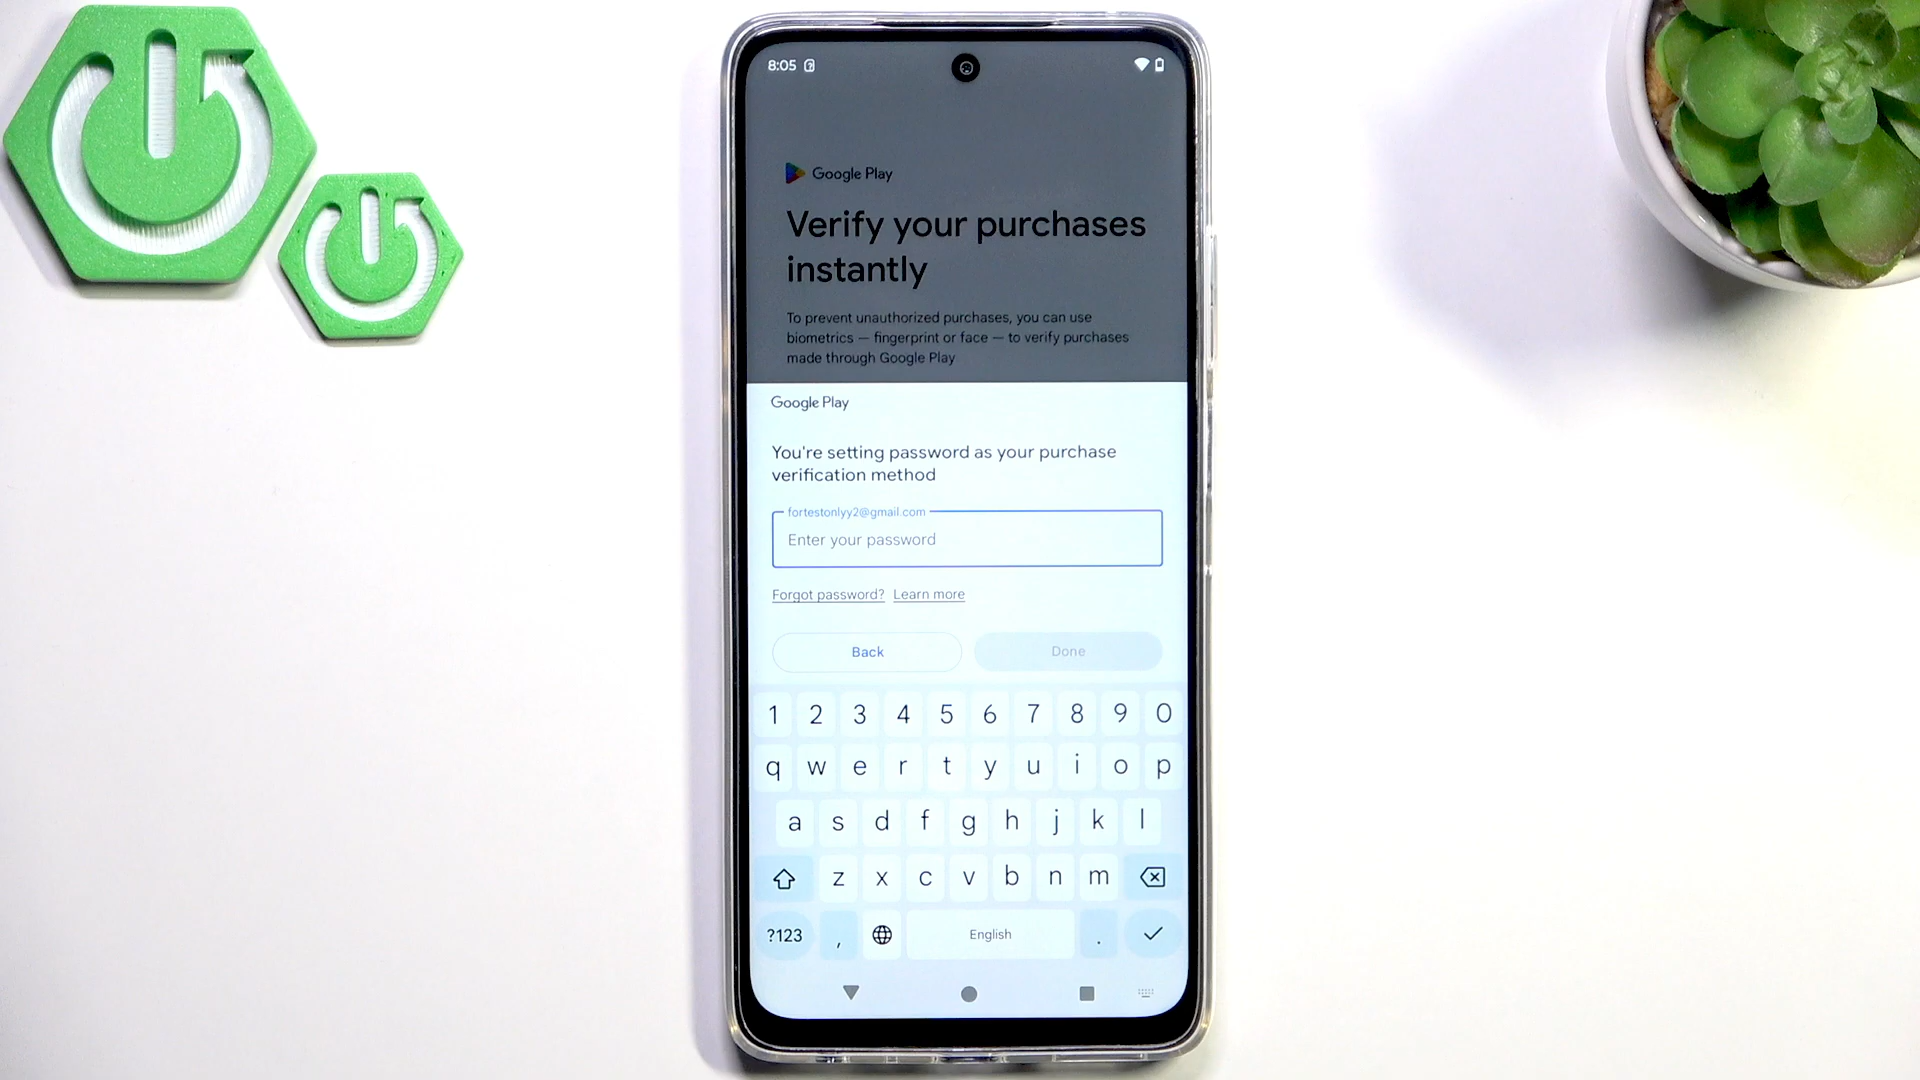 8:05
Google Play
Verify your purchases
instantly
To prevent unauthorized purchases, you can use
biometrics — fingerprint or face — to verify purchases
made through Google Play
Google Play
You're setting password as your purchase
verification method
fortestonlyy2@gmail.com
Enter your password
Forgot password? Learn more
Back Done
1 2 3 4 5 6 7 8 9 0
q w e r t y u i o p
a s d f g h j k l
z x c v b n m
?123 , English .